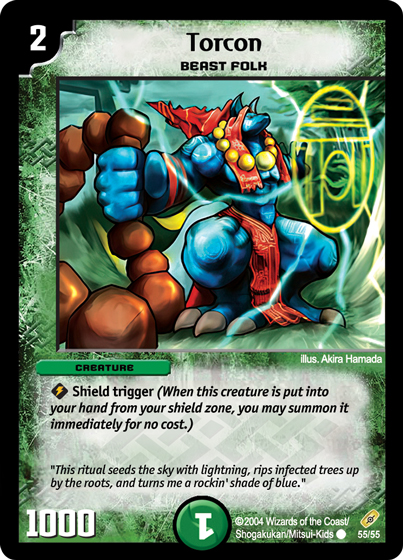 2
Torcon
BEAST FOLK
illus. Akira Hamada
CREATURE
Shield trigger (When this creature is put into
your hand from your shield zone, you may summon it
immediately for no cost.)
"This ritual seeds the sky with lightning, rips infected trees up
by the roots, and turns me a rockin' shade of blue."
1000
1
©2004 Wizards of the Coast/
Shogakukan/Mitsui-Kids
55/55